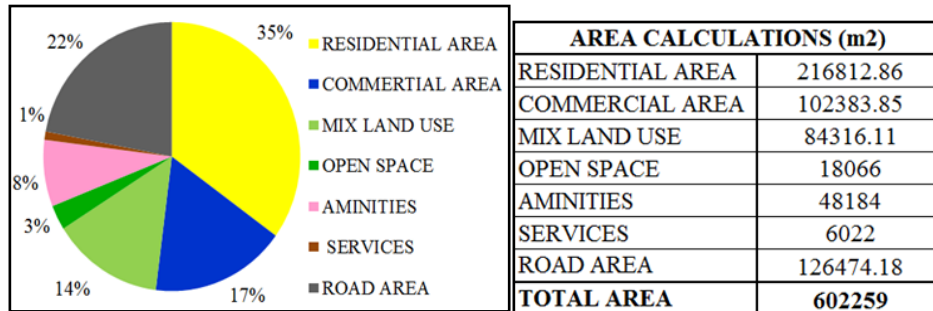 35%
22%
1%
8%
3%
14%
17%
RESIDENTIAL AREA
COMMERTIAL AREA
MIX LAND USE
OPEN SPACE
AMINITIES
SERVICES
ROAD AREA
AREA CALCULATIONS (m2)
RESIDENTIAL AREA 216812.86
COMMERCIAL AREA 102383.85
MIX LAND USE 84316.11
OPEN SPACE 18066
AMINITIES 48184
SERVICES 6022
ROAD AREA 126474.18
TOTAL AREA 602259